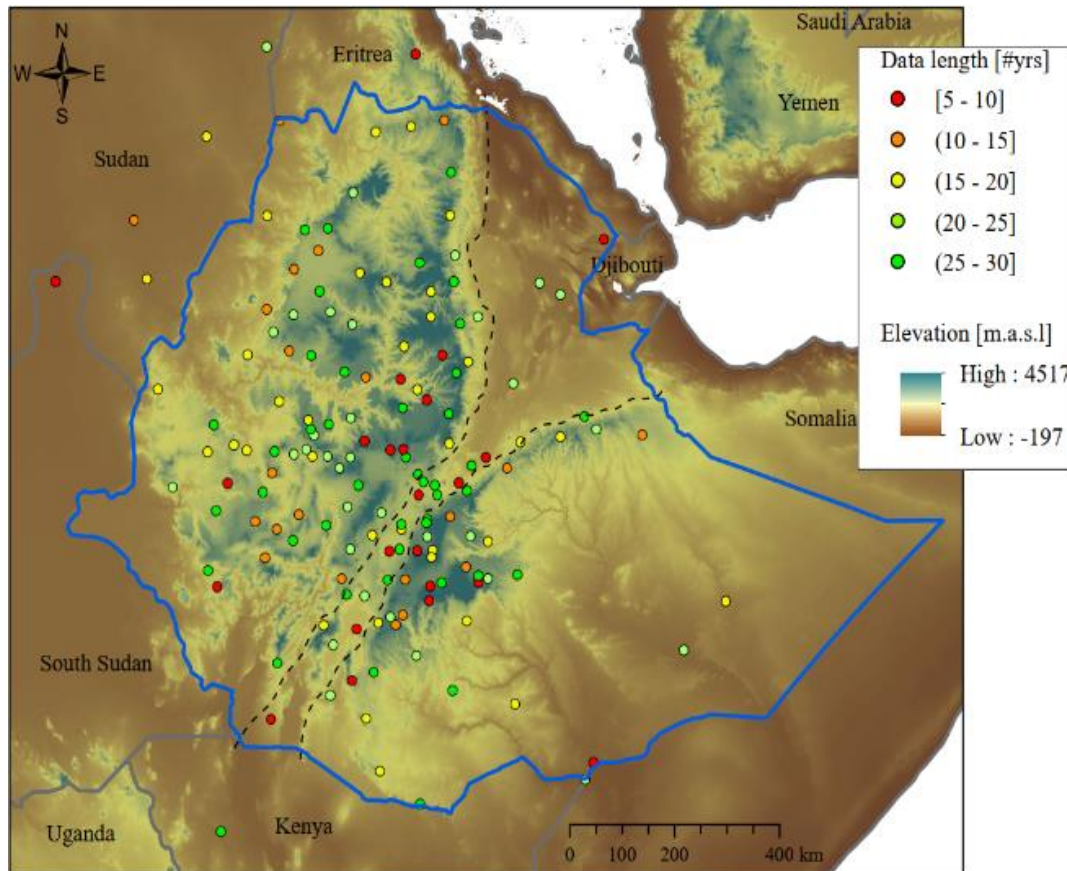 N
W E
S
Eritrea
Saudi Arabia
Yemen
Sudan
Djibouti
Somalia
South Sudan
Uganda
Kenya
Data length [#yrs]
[5 - 10]
(10 - 15]
(15 - 20]
(20 - 25]
(25 - 30]
Elevation [m.a.s.l]
High : 4517
Low : -197
0 100 200 400 km